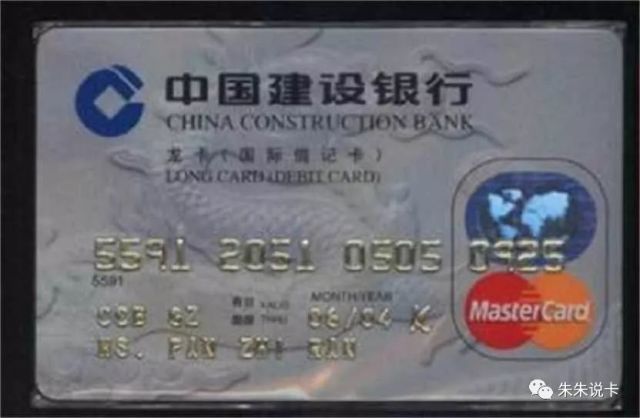 中国建设银行
CHINA CONSTRUCTION BANK
龙卡(国际借记卡)
LONG CARD (DEBIT CARD)
5591 2051 0505 0925
5591
MONTH/YEAR
有效 VALID
期限 THRU
CCB GZ 06/04
MS. PAN ZHI
MasterCard
朱朱说卡